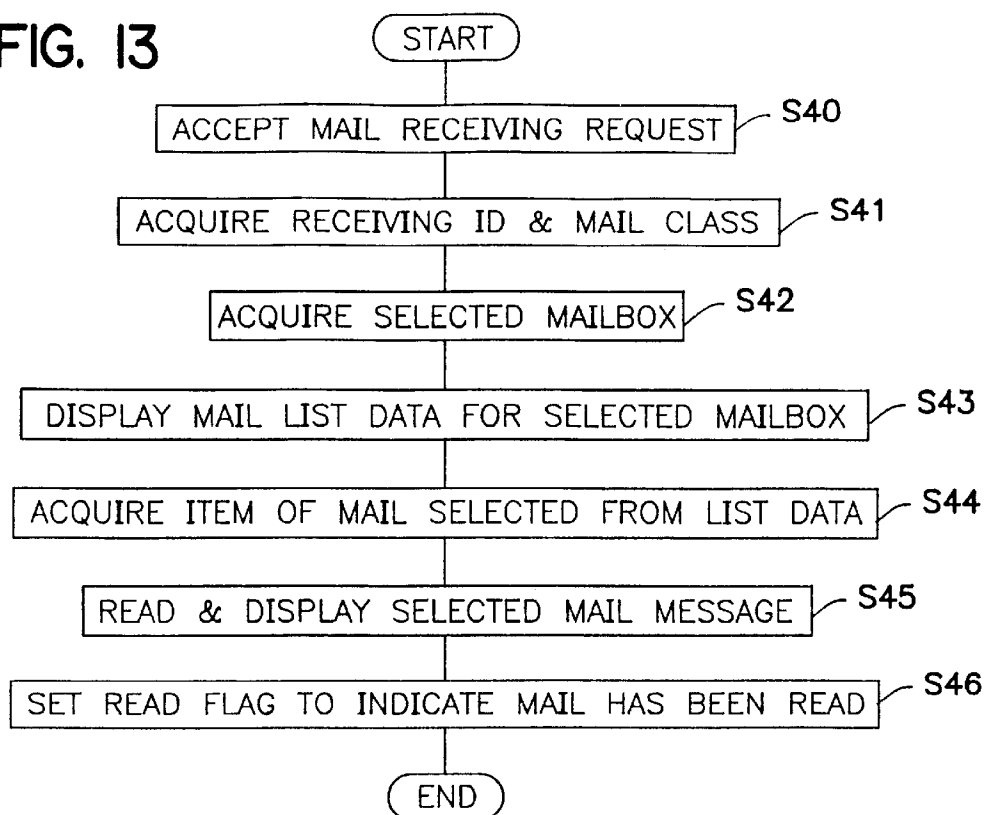 FIG. 13
START
ACCEPT MAIL RECEIVING REQUEST
S40
ACQUIRE RECEIVING ID & MAIL CLASS
S41
ACQUIRE SELECTED MAILBOX
S42
DISPLAY MAIL LIST DATA FOR SELECTED MAILBOX
S43
ACQUIRE ITEM OF MAIL SELECTED FROM LIST DATA
S44
READ & DISPLAY SELECTED MAIL MESSAGE
S45
SET READ FLAG TO INDICATE MAIL HAS BEEN READ
S46
END